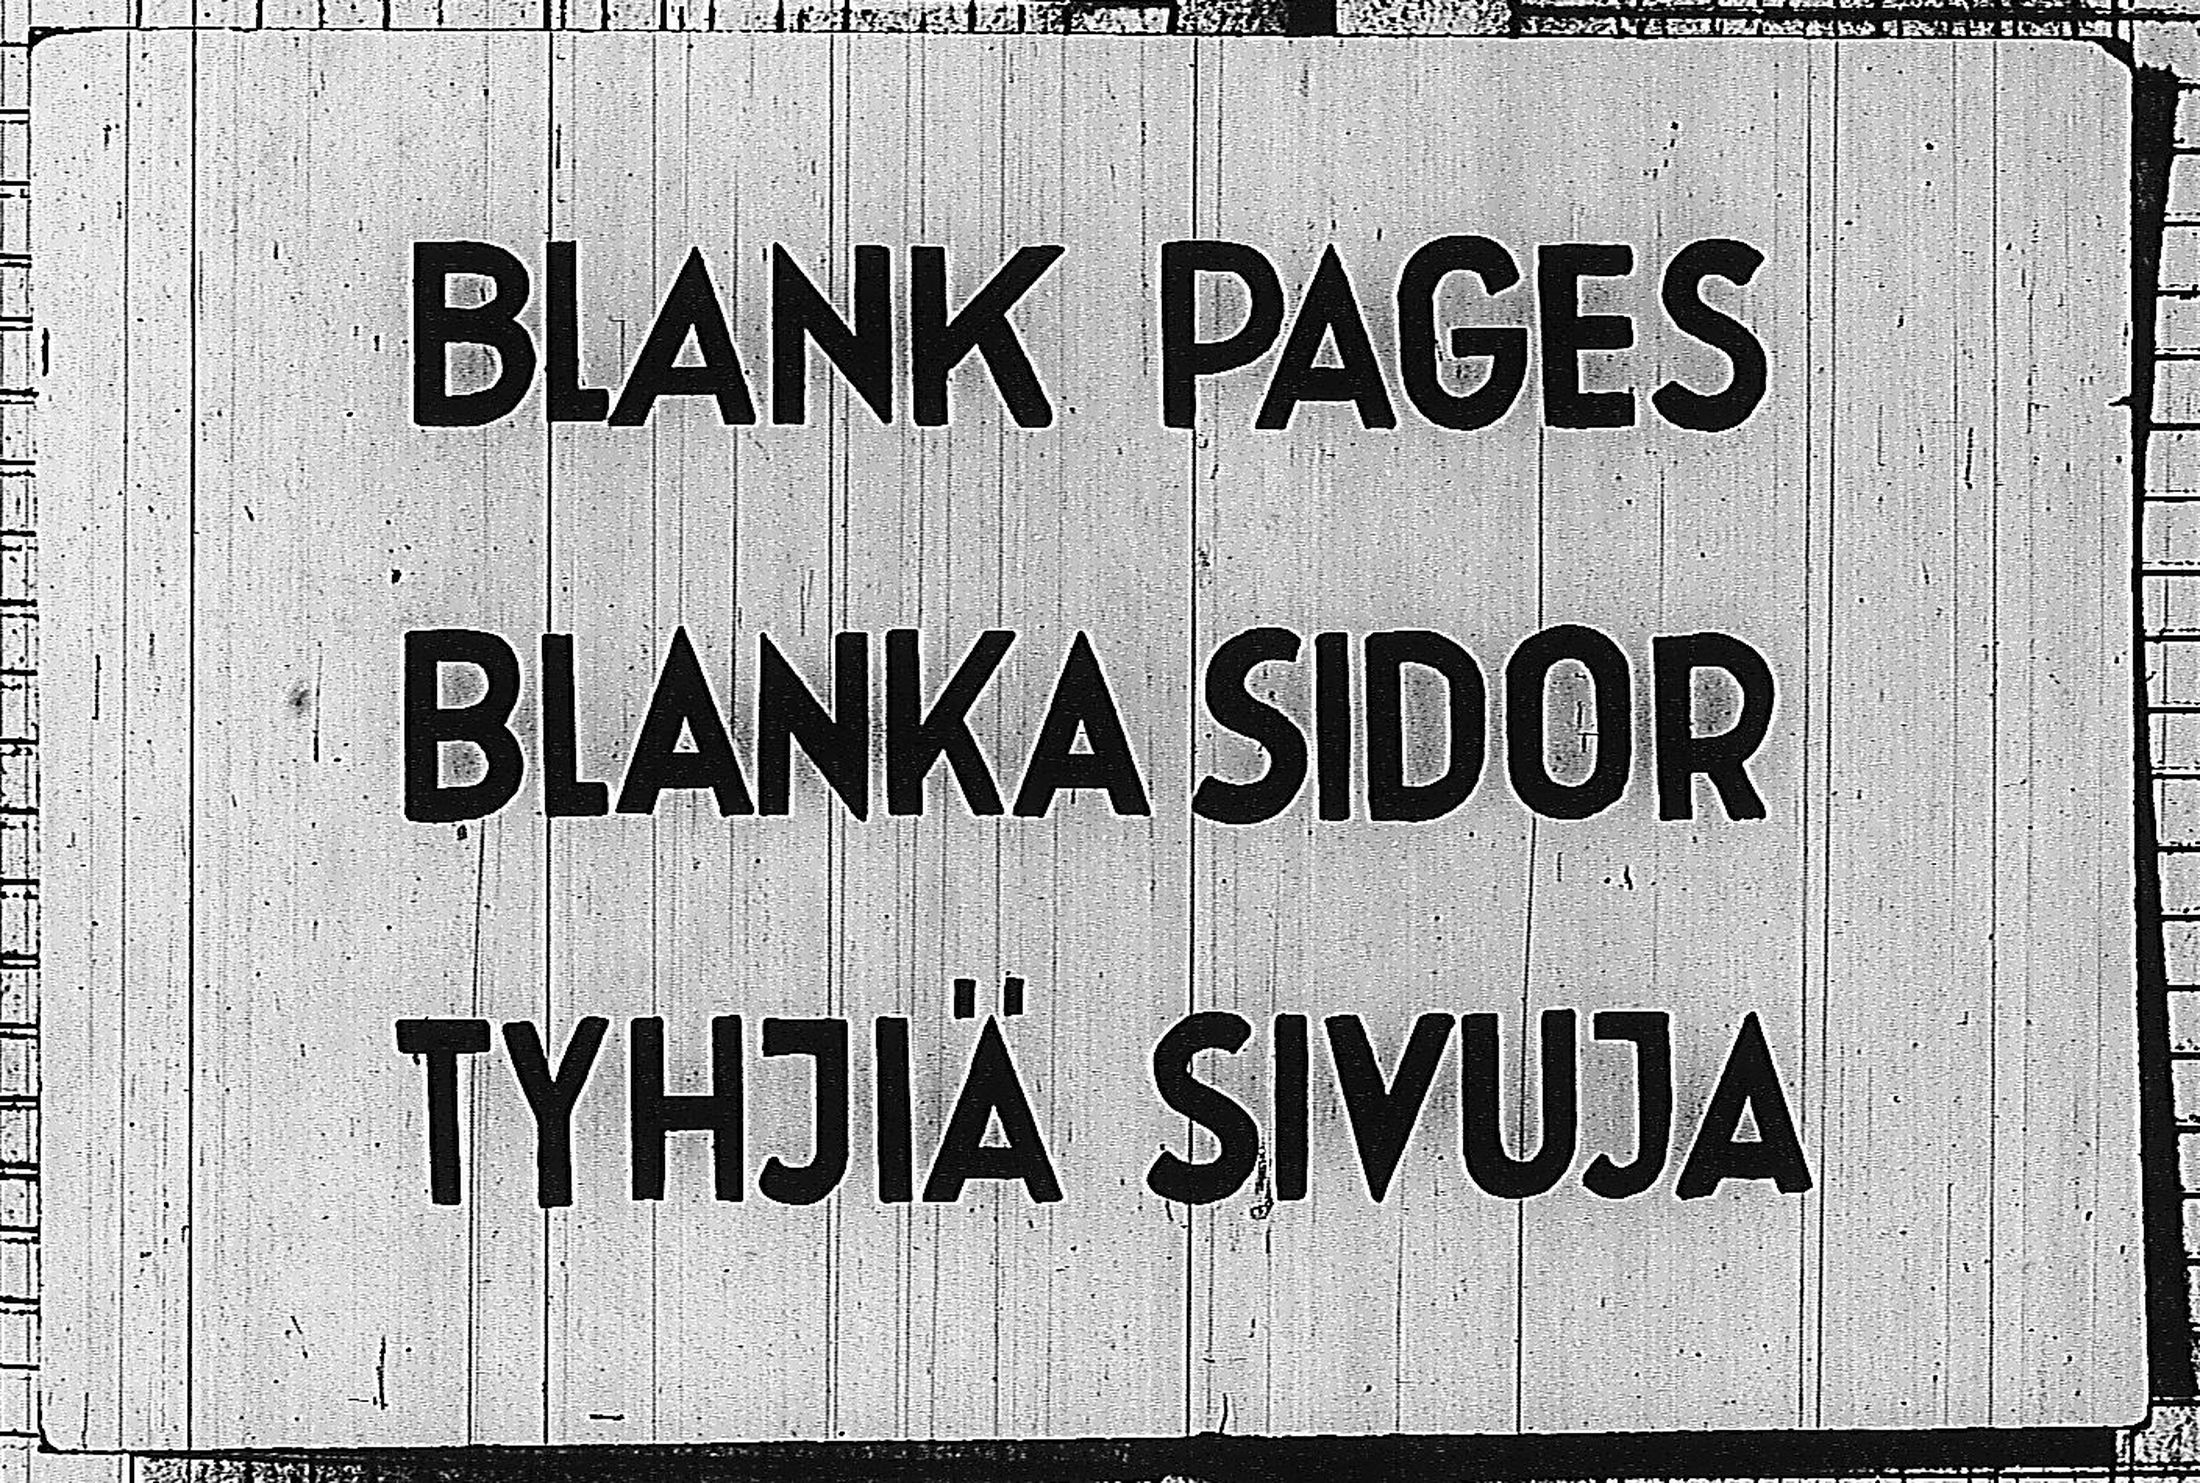 BLANK PAGES
BLANKA SIDOR
TYHJIÄ SIVUJA